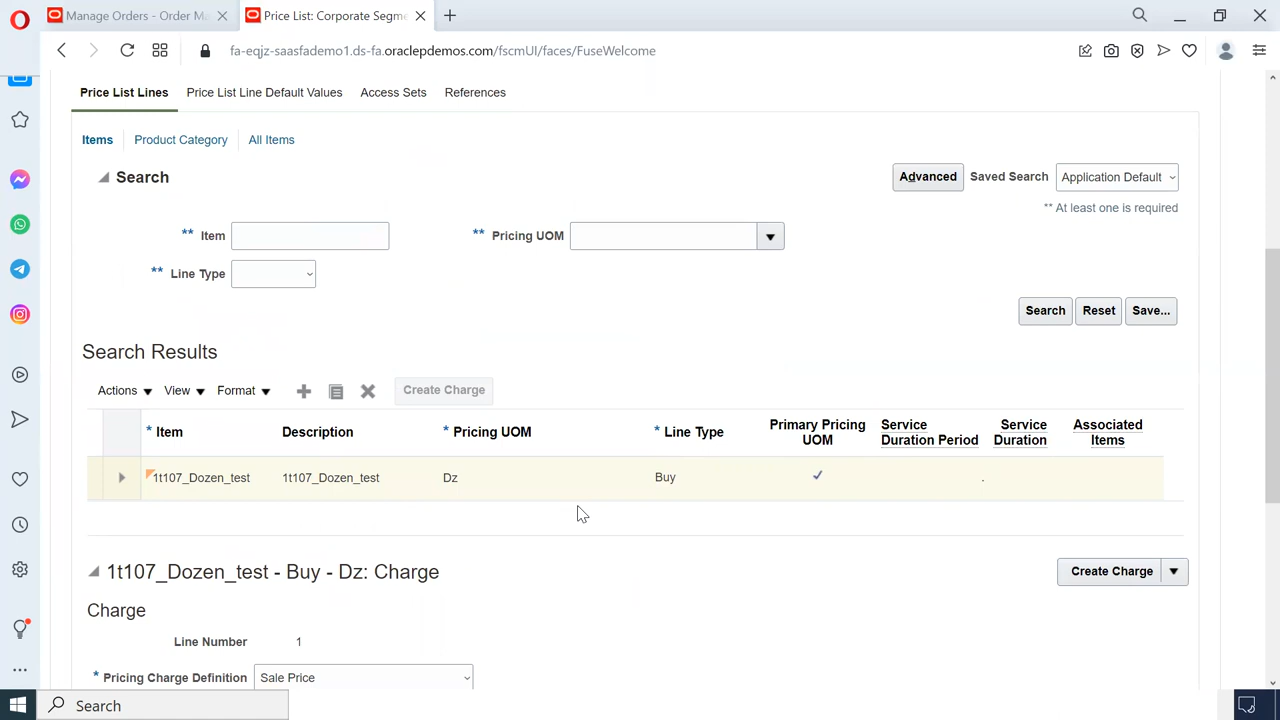 Manage Orders - Order Ma
Price List: Corporate Segme
fa-eqjz-saasfademo1.ds-fa.oraclepdemos.com/fscmUI/faces/FuseWelcome
Price List Lines Price List Line Default Values Access Sets References
Items Product Category All Items
Search
Advanced Saved Search Application Default
** At least one is required
** Item ** Pricing UOM
** Line Type
Search Reset Save...
Search Results
Actions View Format Create Charge
* Item Description * Pricing UOM * Line Type Primary Pricing UOM Service Duration Period Service Duration Associated Items
1t107_Dozen_test 1t107_Dozen_test Dz Buy .
1t107_Dozen_test - Buy - Dz: Charge Create Charge
Charge
Line Number 1
* Pricing Charge Definition Sale Price
Search